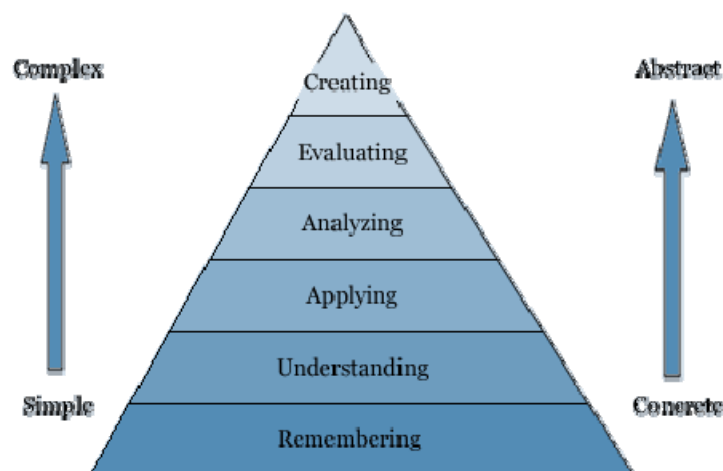 Complex
Abstract
Creating
Evaluating
Analyzing
Applying
Understanding
Simple
Concrete
Remembering